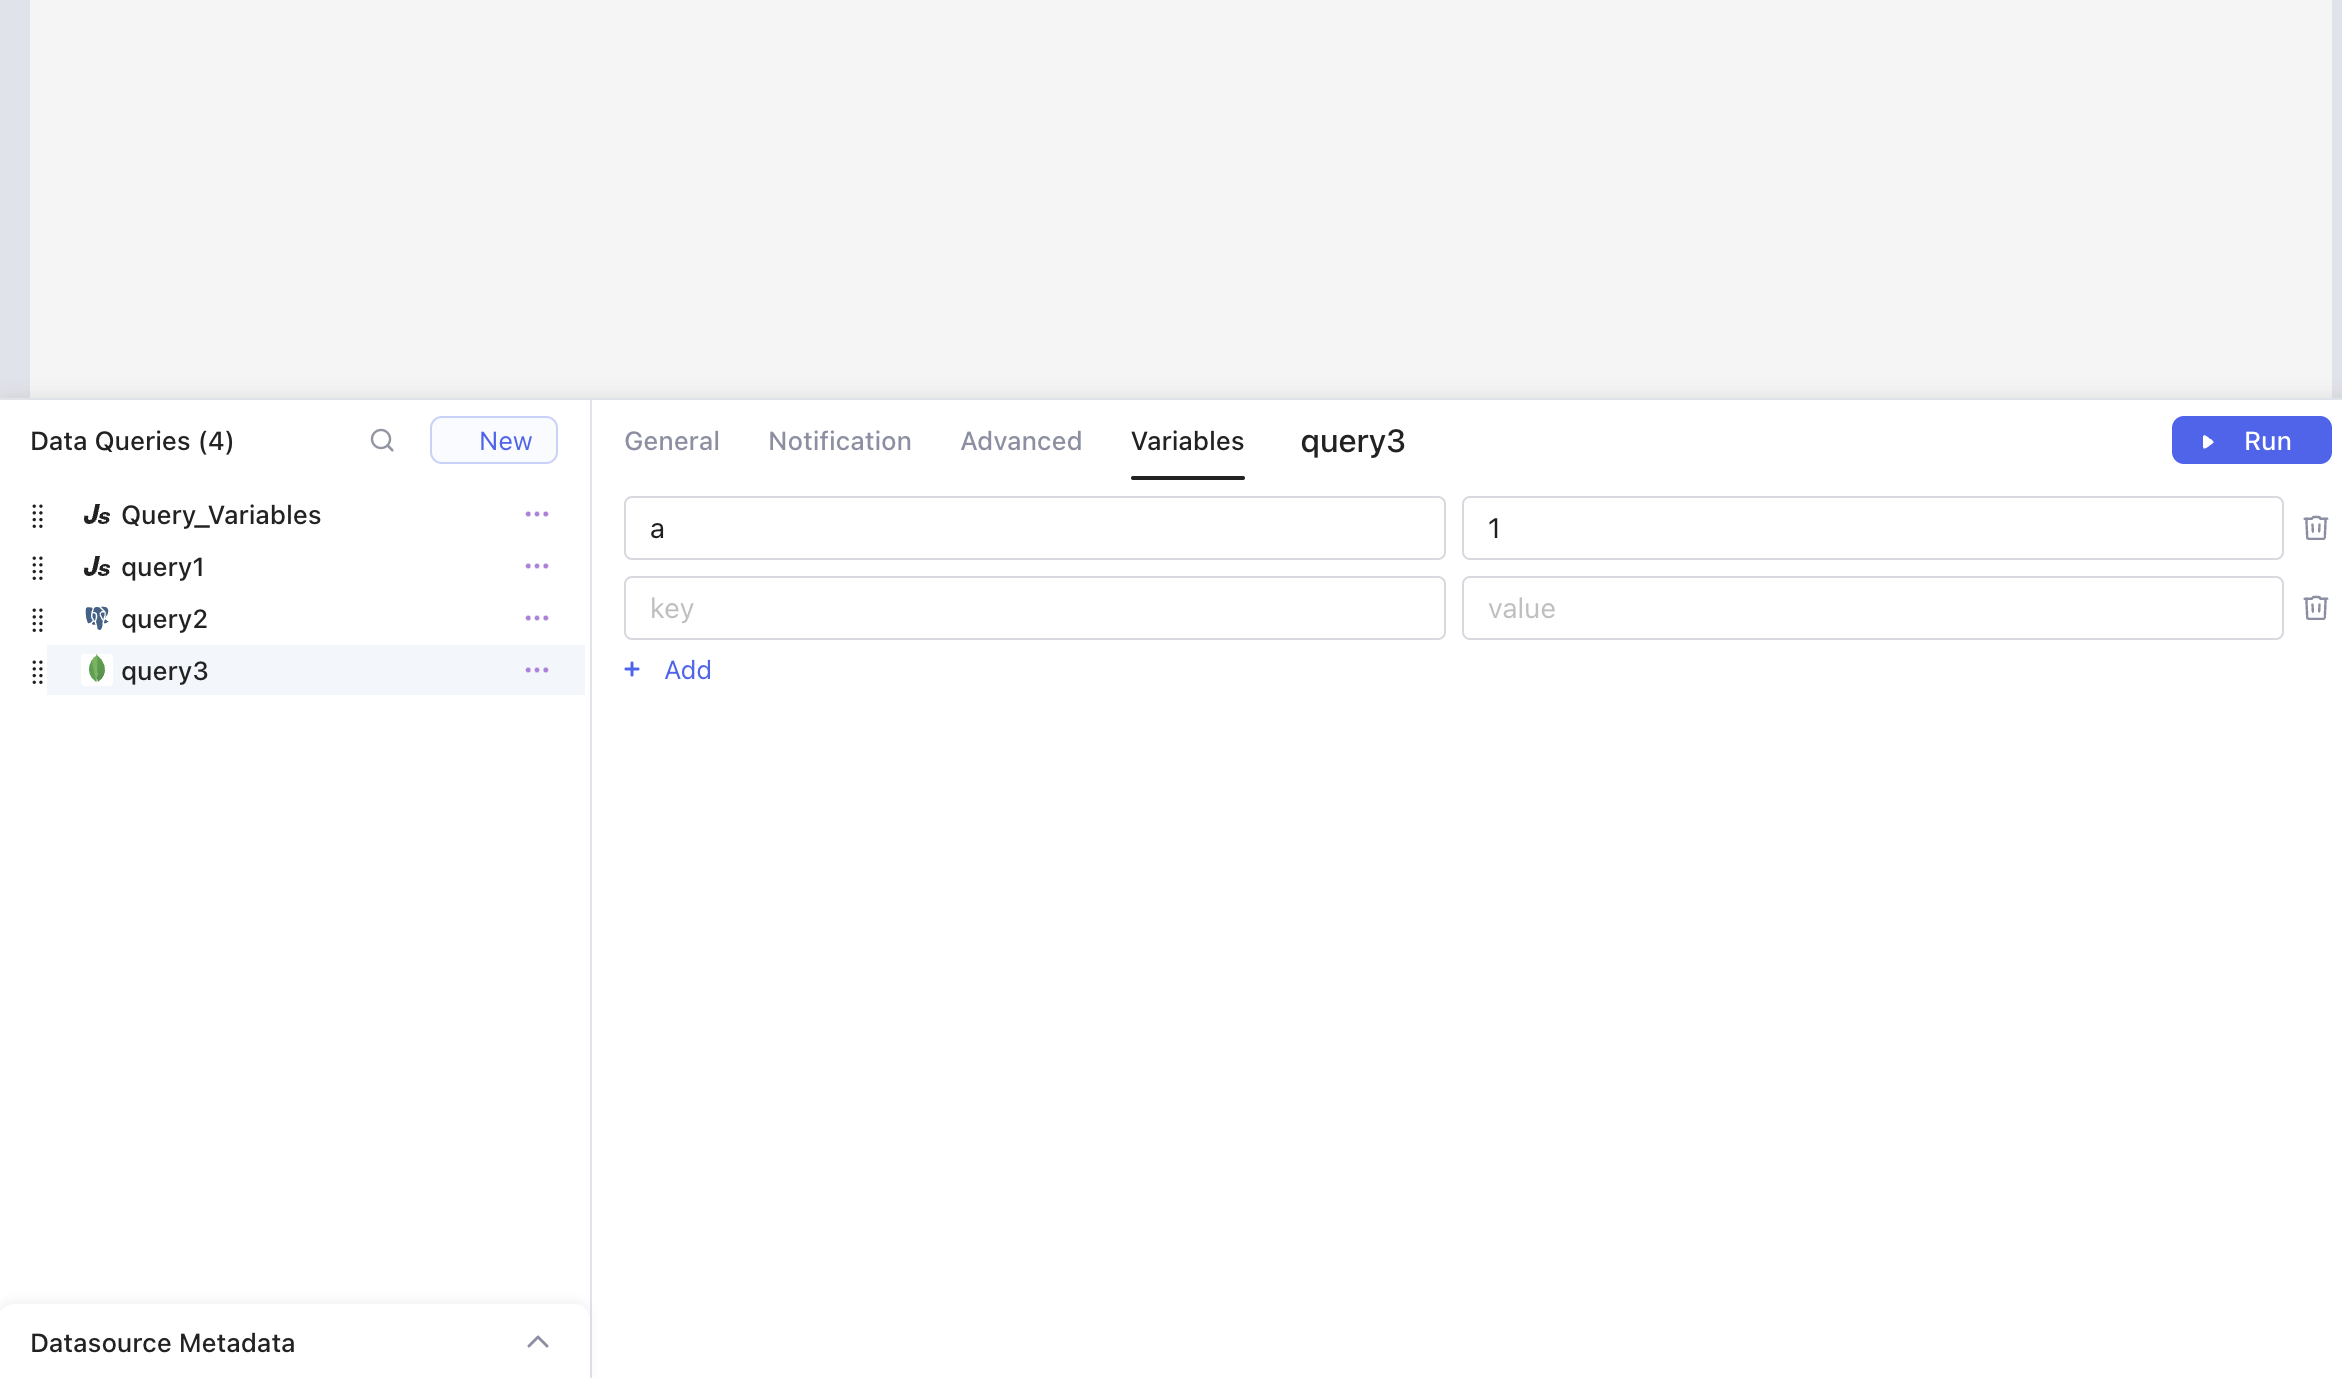 Data Queries (4)
New
General
Notification
Advanced
Variables
query3
Run
Js Query_Variables
Js query1
query2
query3
a
1
key
value
+ Add
Datasource Metadata